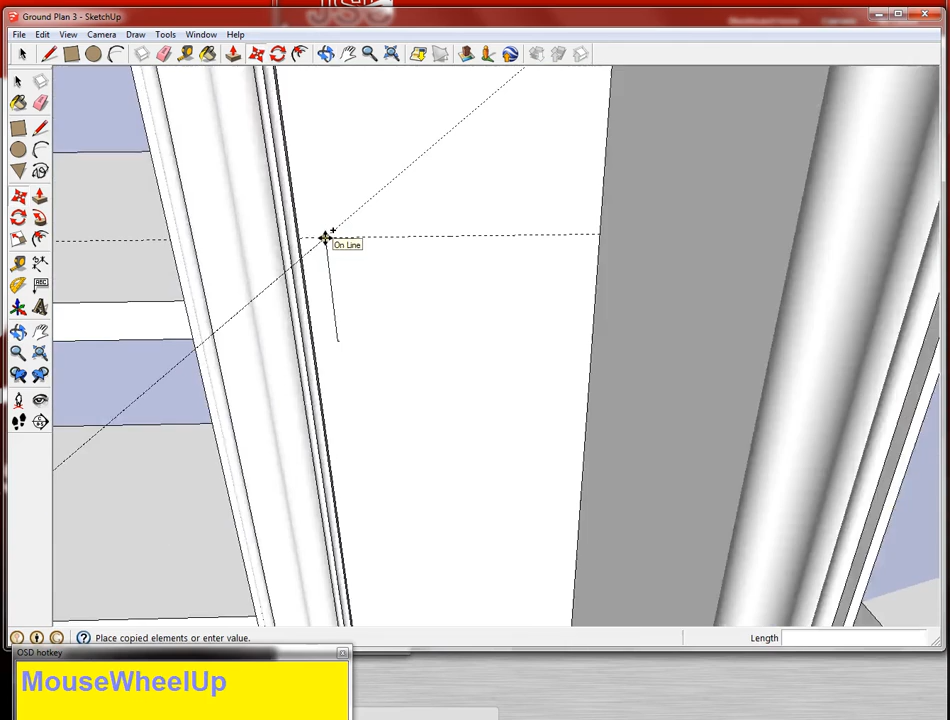 Ground Plan 3 - SketchUp
File Edit View Camera Draw Tools Window Help
ABC
On Line
Place copied elements or enter value.
Length
OSD hotkey
MouseWheelUp